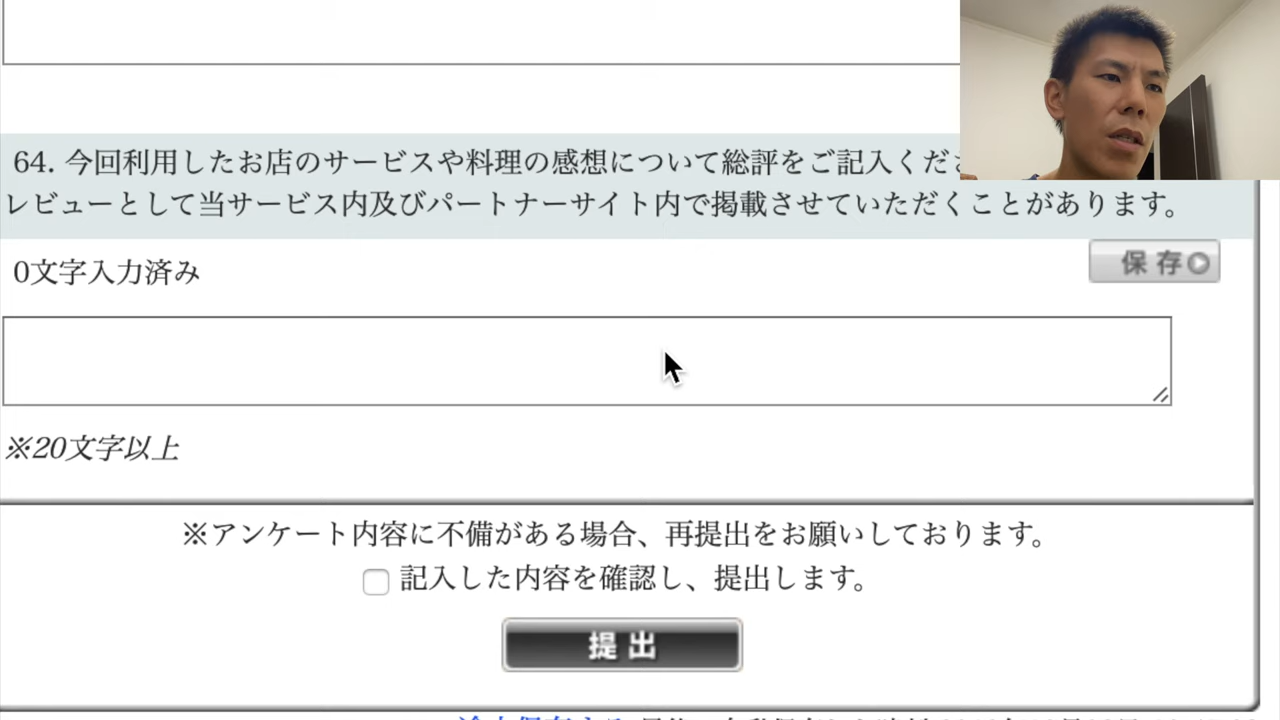 64. 今回利用したお店のサービスや料理の感想について総評をご記入くだ
レビューとして当サービス内及びパートナーサイト内で掲載させていただくことがあります。
0文字入力済み
保 存
※20文字以上
※アンケート内容に不備がある場合、再提出をお願いしております。
記入した内容を確認し、提出します。
提 出